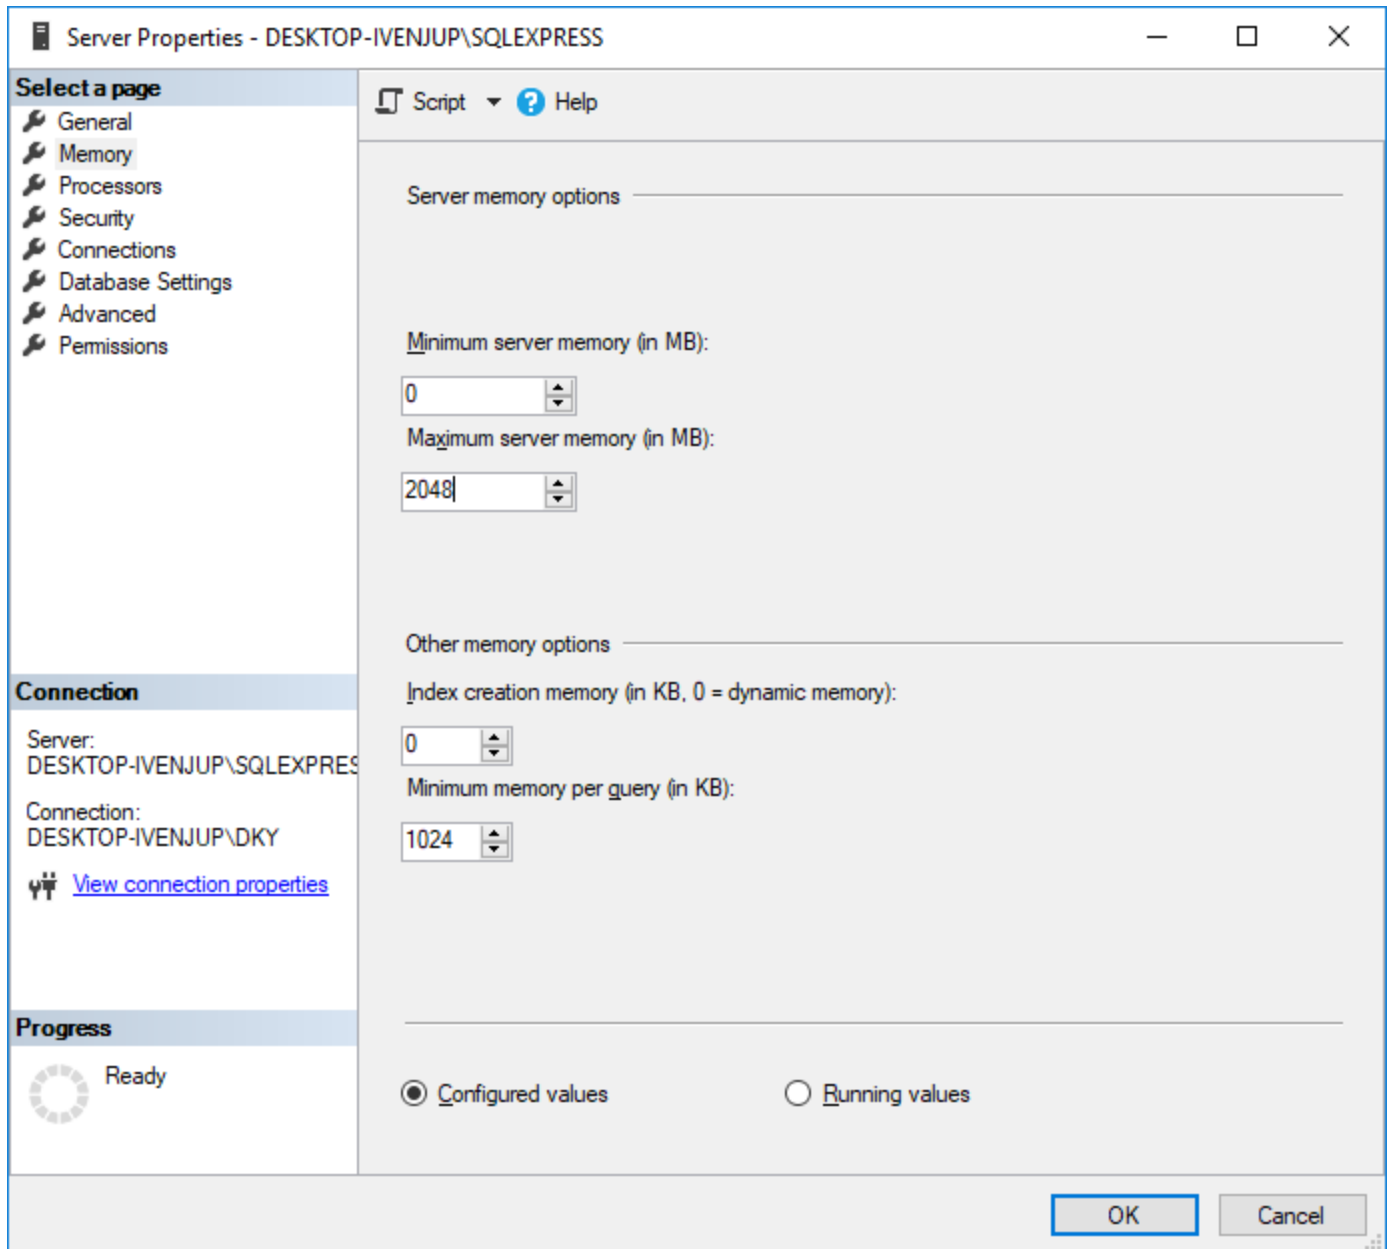 Server Properties - DESKTOP-IVENJUP\SQLEXPRESS
Select a page
General
Memory
Processors
Security
Connections
Database Settings
Advanced
Permissions
Script
Help
Server memory options
Minimum server memory (in MB):
0
Maximum server memory (in MB):
2048
Other memory options
Index creation memory (in KB, 0 = dynamic memory):
0
Minimum memory per query (in KB):
1024
Connection
Server:
DESKTOP-IVENJUP\SQLEXPRES
Connection:
DESKTOP-IVENJUP\DKY
View connection properties
Progress
Ready
Configured values
Running values
OK
Cancel